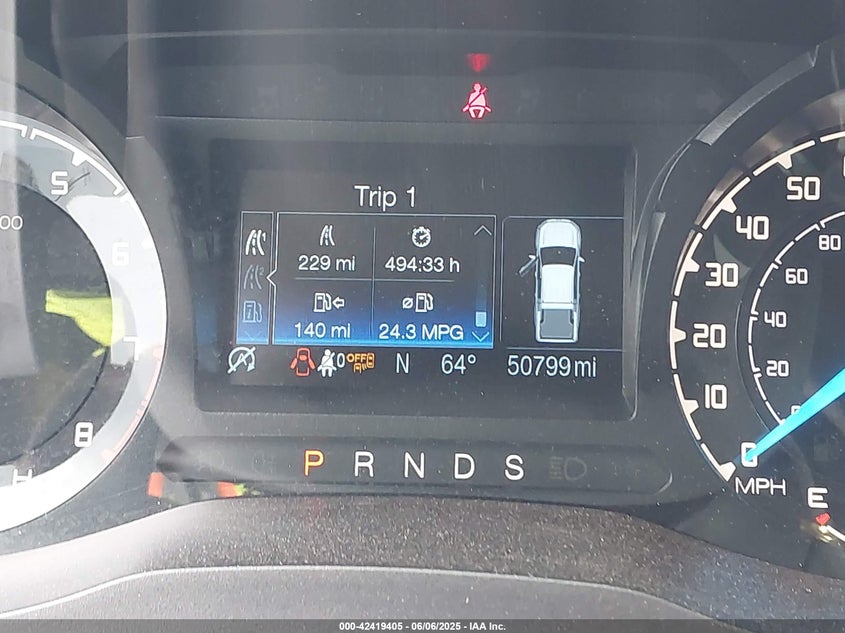 Trip 1
229 mi
494:33 h
140 mi
24.3 MPG
0
OFF
N
64°
50799 mi
P R N D S
5
6
7
8
00
H
0
10
20
30
40
50
20
40
60
80
MPH
E
000-42419405 - 06/06/2025 - IAA Inc.